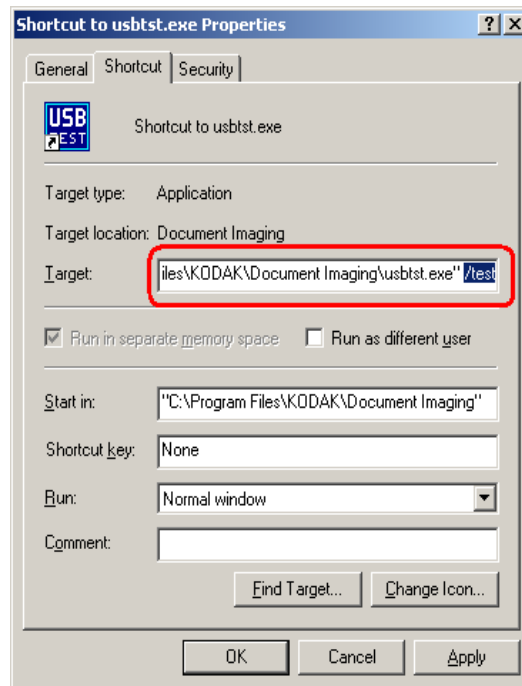 Shortcut to usbtst.exe Properties
General Shortcut Security
USB
TEST
Shortcut to usbtst.exe
Target type: Application
Target location: Document Imaging
Target: iles\KODAK\Document Imaging\usbtst.exe" /test
Run in separate memory space Run as different user
Start in: "C:\Program Files\KODAK\Document Imaging"
Shortcut key: None
Run: Normal window
Comment:
Find Target... Change Icon...
OK Cancel Apply